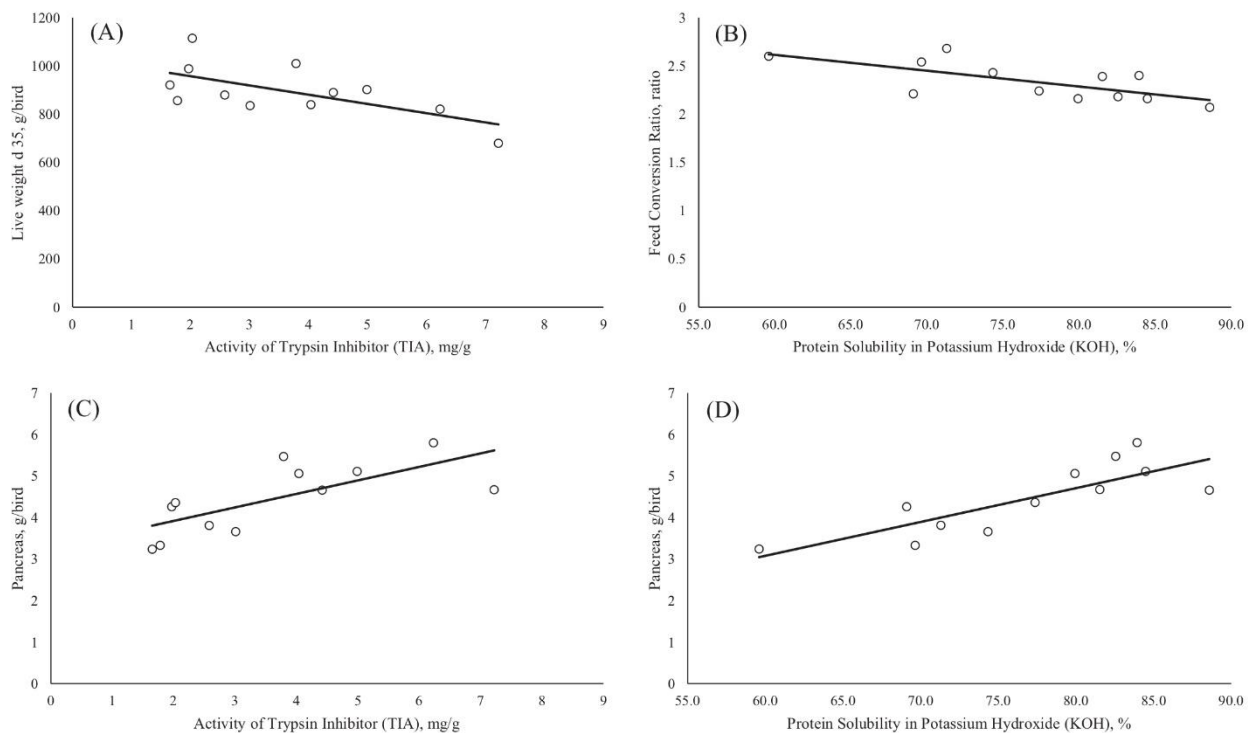 (A)
Live weight d 35, g/bird
1200
1000
800
600
400
200
0
0 1 2 3 4 5 6 7 8 9
Activity of Trypsin Inhibitor (TIA), mg/g
(B)
Feed Conversion Ratio, ratio
3
2.5
2
1.5
1
0.5
0
55.0 60.0 65.0 70.0 75.0 80.0 85.0 90.0
Protein Solubility in Potassium Hydroxide (KOH), %
(C)
Pancreas, g/bird
7
6
5
4
3
2
1
0
0 1 2 3 4 5 6 7 8 9
Activity of Trypsin Inhibitor (TIA), mg/g
(D)
Pancreas, g/bird
7
6
5
4
3
2
1
0
55.0 60.0 65.0 70.0 75.0 80.0 85.0 90.0
Protein Solubility in Potassium Hydroxide (KOH), %